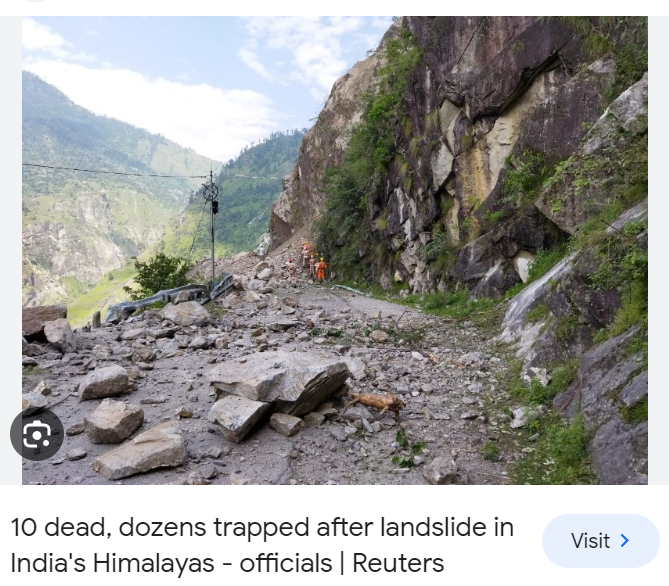 10 dead, dozens trapped after landslide in
India's Himalayas - officials | Reuters
Visit